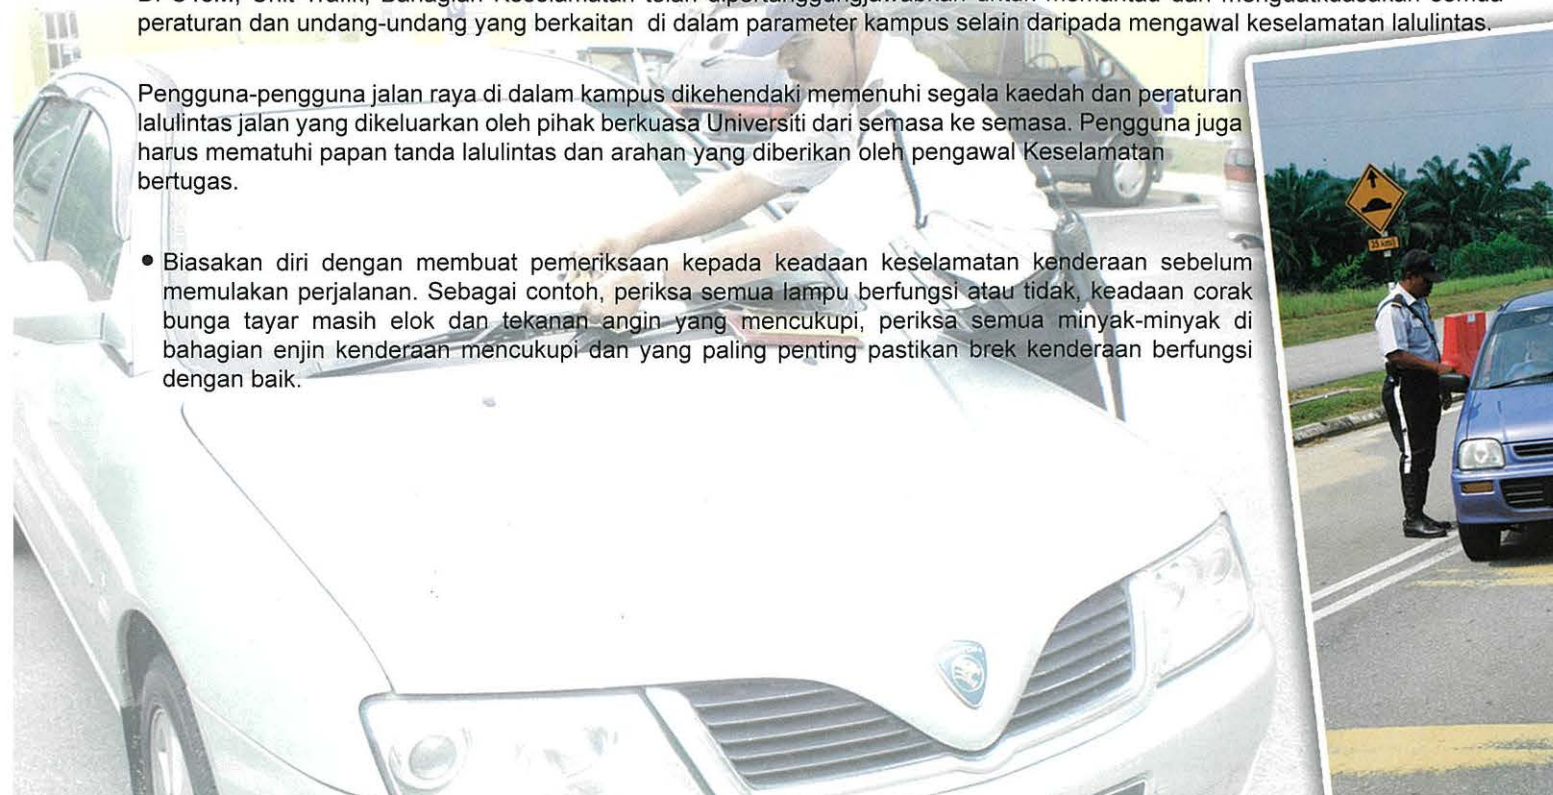 peraturan dan undang-undang yang berkaitan di dalam parameter kampus selain daripada mengawal keselamatan lalulintas.
Pengguna-pengguna jalan raya di dalam kampus dikehendaki memenuhi segala kaedah dan peraturan
lalulintas jalan yang dikeluarkan oleh pihak berkuasa Universiti dari semasa ke semasa. Pengguna juga
harus mematuhi papan tanda lalulintas dan arahan yang diberikan oleh pengawal Keselamatan
bertugas.
• Biasakan diri dengan membuat pemeriksaan kepada keadaan keselamatan kenderaan sebelum
memulakan perjalanan. Sebagai contoh, periksa semua lampu berfungsi atau tidak, keadaan corak
bunga tayar masih elok dan tekanan angin yang mencukupi, periksa semua minyak-minyak di
bahagian enjin kenderaan mencukupi dan yang paling penting pastikan brek kenderaan berfungsi
dengan baik.